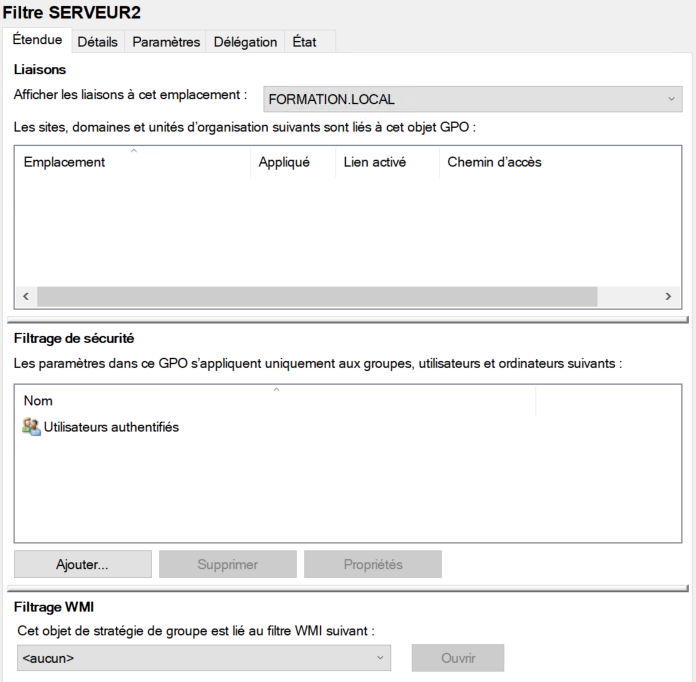 Filtre SERVEUR2
Étendue Détails Paramètres Délégation État
Liaisons
Afficher les liaisons à cet emplacement : FORMATION.LOCAL
Les sites, domaines et unités d'organisation suivants sont liés à cet objet GPO :
Emplacement Appliqué Lien activé Chemin d'accès
Filtrage de sécurité
Les paramètres dans ce GPO s'appliquent uniquement aux groupes, utilisateurs et ordinateurs suivants :
Nom
Utilisateurs authentifiés
Ajouter... Supprimer Propriétés
Filtrage WMI
Cet objet de stratégie de groupe est lié au filtre WMI suivant :
<aucun> Ouvrir